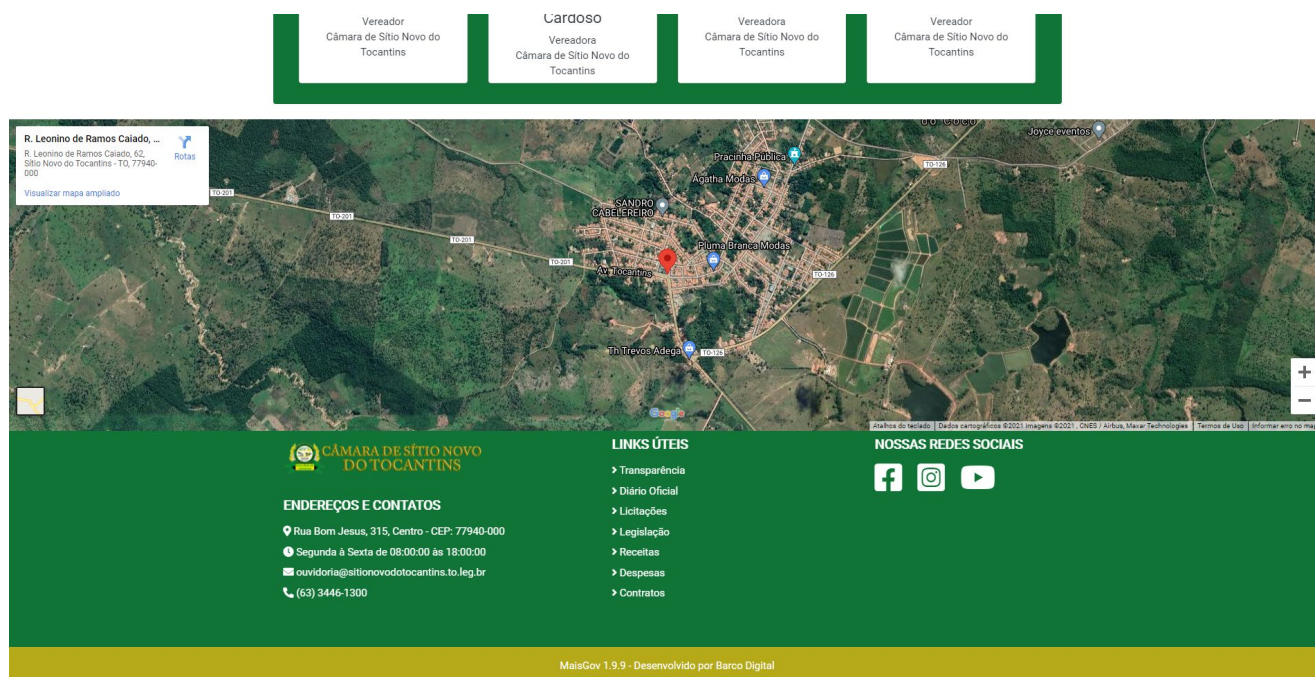 Vereador
Câmara de Sítio Novo do
Tocantins
Cardoso
Vereadora
Câmara de Sítio Novo do
Tocantins
Vereadora
Câmara de Sítio Novo do
Tocantins
Vereador
Câmara de Sítio Novo do
Tocantins
R. Leonino de Ramos Caiado, ...
R. Leonino de Ramos Caiado, 62,
Sítio Novo do Tocantins - TO, 77940-
000
Visualizar mapa ampliado
Rotas
Joyce eventos
Pracinha Pública
TO-126
Ágatha Modas
TO-201
SANDRO
CABELEREIRO
TO-201
TO-201
Pluma Branca Modas
TO-201
Av. Tocantins
TO-126
Th Trevos Adega
TO-126
Google
Atalhos do teclado
Dados cartográficos ©2021 Imagens ©2021 , CNES / Airbus, Maxar Technologies
Termos de Uso
Informar erro no map
CÂMARA DE SÍTIO NOVO
DO TOCANTINS
ENDEREÇOS E CONTATOS
Rua Bom Jesus, 315, Centro - CEP: 77940-000
Segunda à Sexta de 08:00:00 às 18:00:00
ouvidoria@sitionovodotocantins.to.leg.br
(63) 3446-1300
LINKS ÚTEIS
Transparência
Diário Oficial
Licitações
Legislação
Receitas
Despesas
Contratos
NOSSAS REDES SOCIAIS
MaisGov 1.9.9 - Desenvolvido por Barco Digital